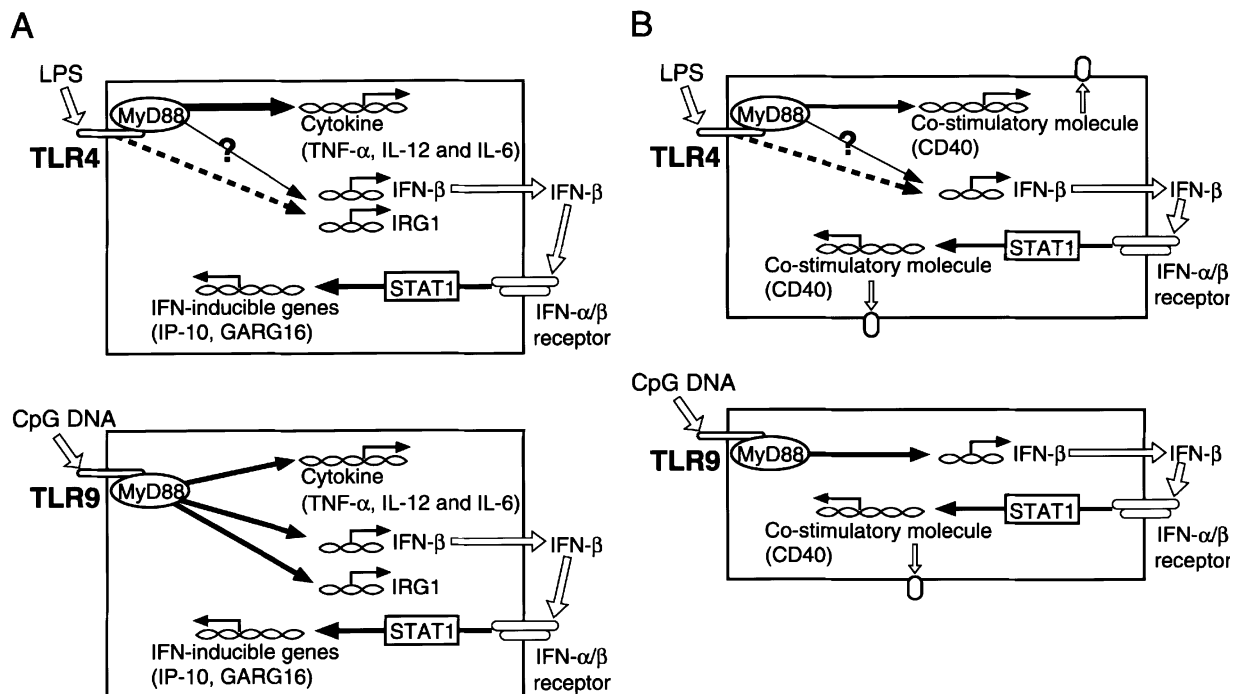 A
LPS
MyD88
TLR4
?
Cytokine
(TNF-α, IL-12 and IL-6)
IFN-β
IFN-β
IRG1
STAT1
IFN-inducible genes
(IP-10, GARG16)
IFN-α/β
receptor
CpG DNA
MyD88
TLR9
Cytokine
(TNF-α, IL-12 and IL-6)
IFN-β
IFN-β
IRG1
STAT1
IFN-inducible genes
(IP-10, GARG16)
IFN-α/β
receptor
B
LPS
MyD88
TLR4
?
Co-stimulatory molecule
(CD40)
IFN-β
IFN-β
STAT1
Co-stimulatory molecule
(CD40)
IFN-α/β
receptor
CpG DNA
TLR9
MyD88
IFN-β
IFN-β
STAT1
Co-stimulatory molecule
(CD40)
IFN-α/β
receptor